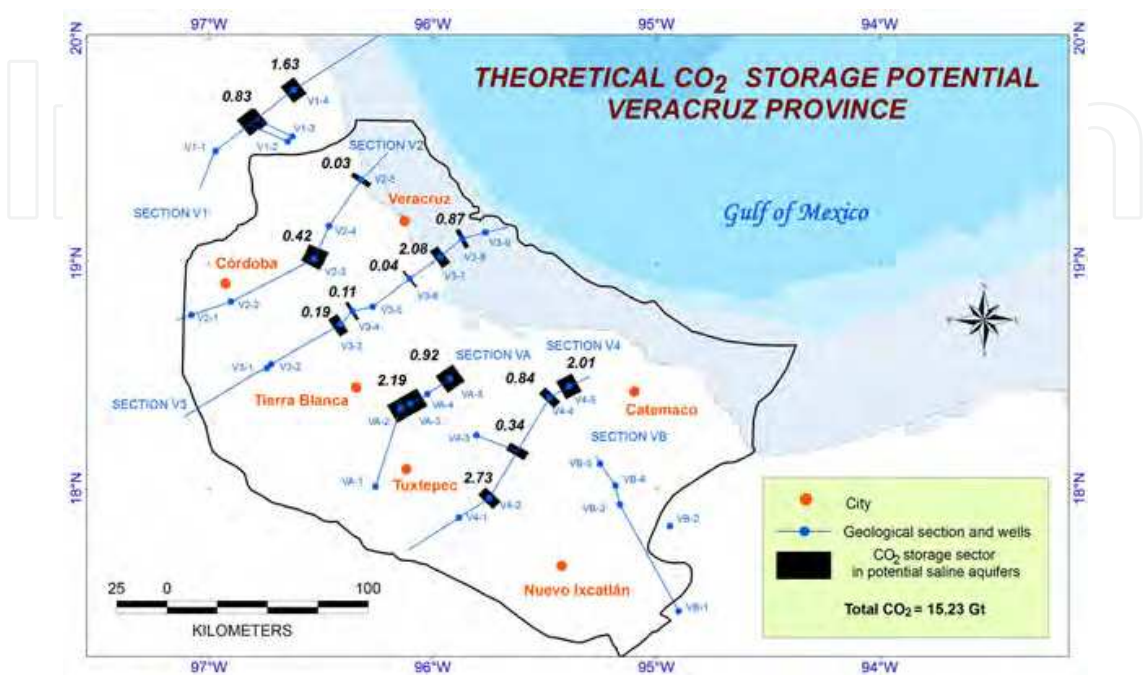 97°W 96°W 95°W 94°W
20°N 20°N
THEORETICAL CO2 STORAGE POTENTIAL
VERACRUZ PROVINCE
1.63
V1-4
0.83
V1-3
V1-2
V1-1
SECTION V1
SECTION V2
0.03
V2-5
Veracruz
Gulf of Mexico
V2-4
0.87
V3-9
V3-8
0.42
2.08
V3-7
V2-3
19°N 19°N
Córdoba
0.04
V3-6
V2-2
V2-1
0.11
V3-5
V3-4
0.19
V3-3
V3-1
V3-2
SECTION V3
SECTION VA
SECTION V4
0.92
2.01
VA-5
2.19
VA-4
0.84
V4-5
V4-4
Tierra Blanca
Catemaco
VA-2
VA-3
0.34
VA-3
SECTION VB
VB-5
VB-4
VB-3
VB-2
VA-1
Tuxtepec
2.73
18°N 18°N
V4-2
V4-1
Nuevo Ixcatlán
VB-1
City
Geological section and wells
CO2 storage sector
in potential saline aquifers
Total CO2 = 15,23 Gt
25 0 100
KILOMETERS
97°W 96°W 95°W 94°W